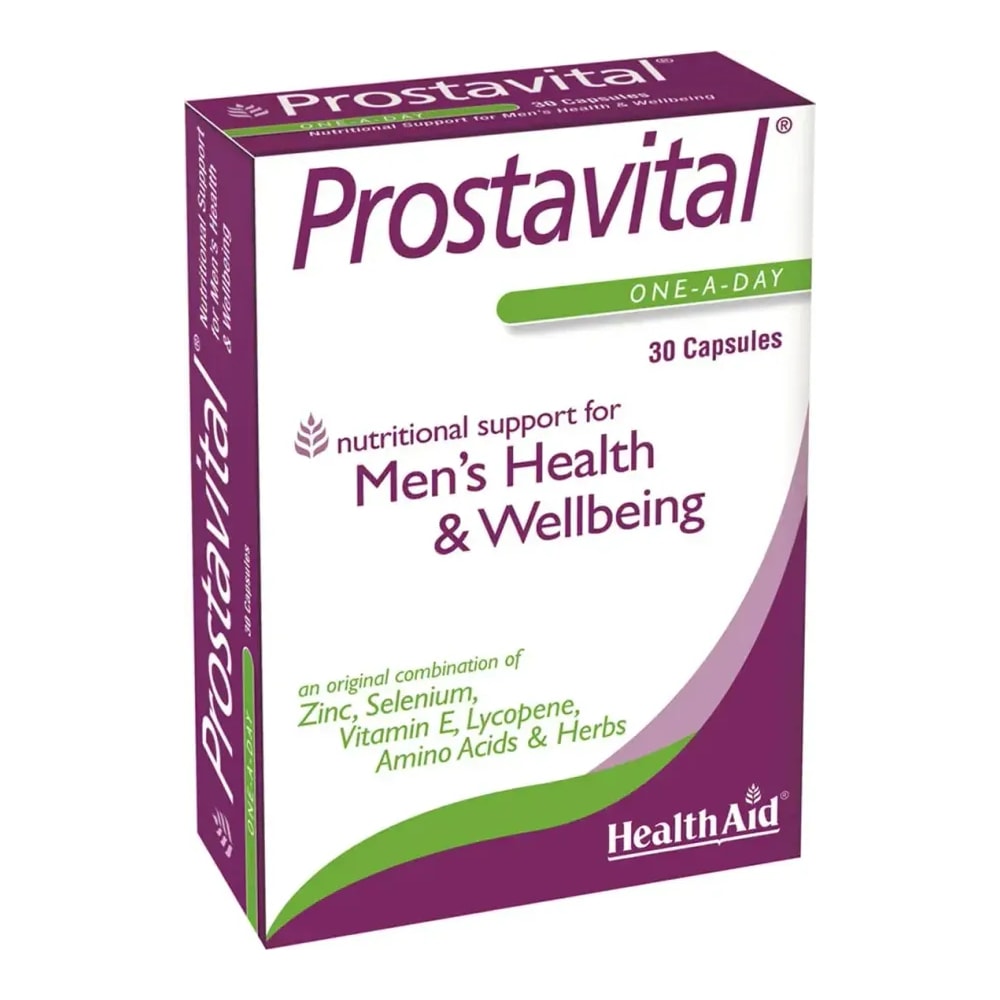 Prostavital®
ONE-A-DAY
30 Capsules
Nutritional Support for Men's Health & Wellbeing
Prostavital®
ONE-A-DAY
30 Capsules
nutritional support for
Men's Health
& Wellbeing
an original combination of
Zinc, Selenium,
Vitamin E, Lycopene,
Amino Acids & Herbs
HealthAid®
Prostavital®
Nutritional Support
for Men's Health
& Wellbeing
30 Capsules
ONE-A-DAY